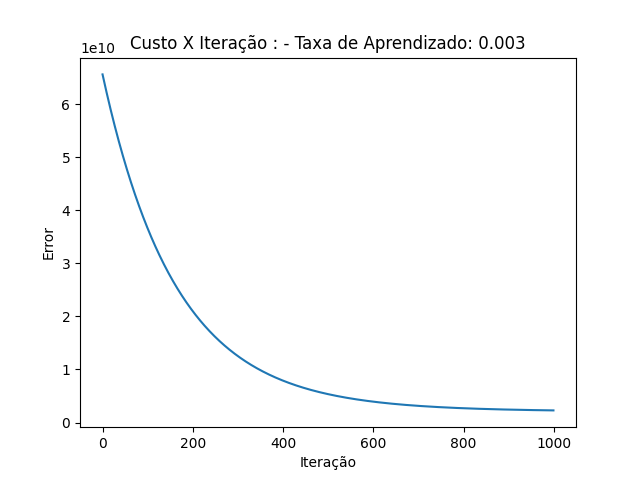 Custo X Iteração : - Taxa de Aprendizado: 0.003
1e10
6
5
4
3
2
1
0
Error
0 200 400 600 800 1000
Iteração